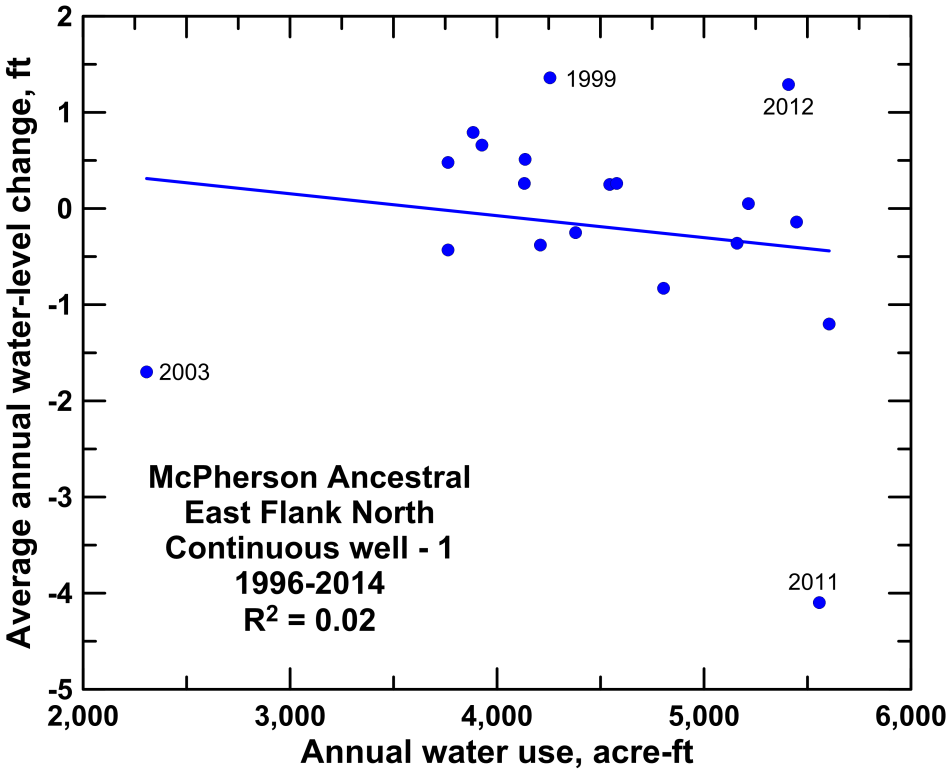 Average annual water-level change, ft
2
1
0
-1
-2
-3
-4
-5
1999
2012
2003
2011
McPherson Ancestral
East Flank North
Continuous well - 1
1996-2014
R² = 0.02
2,000 3,000 4,000 5,000 6,000
Annual water use, acre-ft